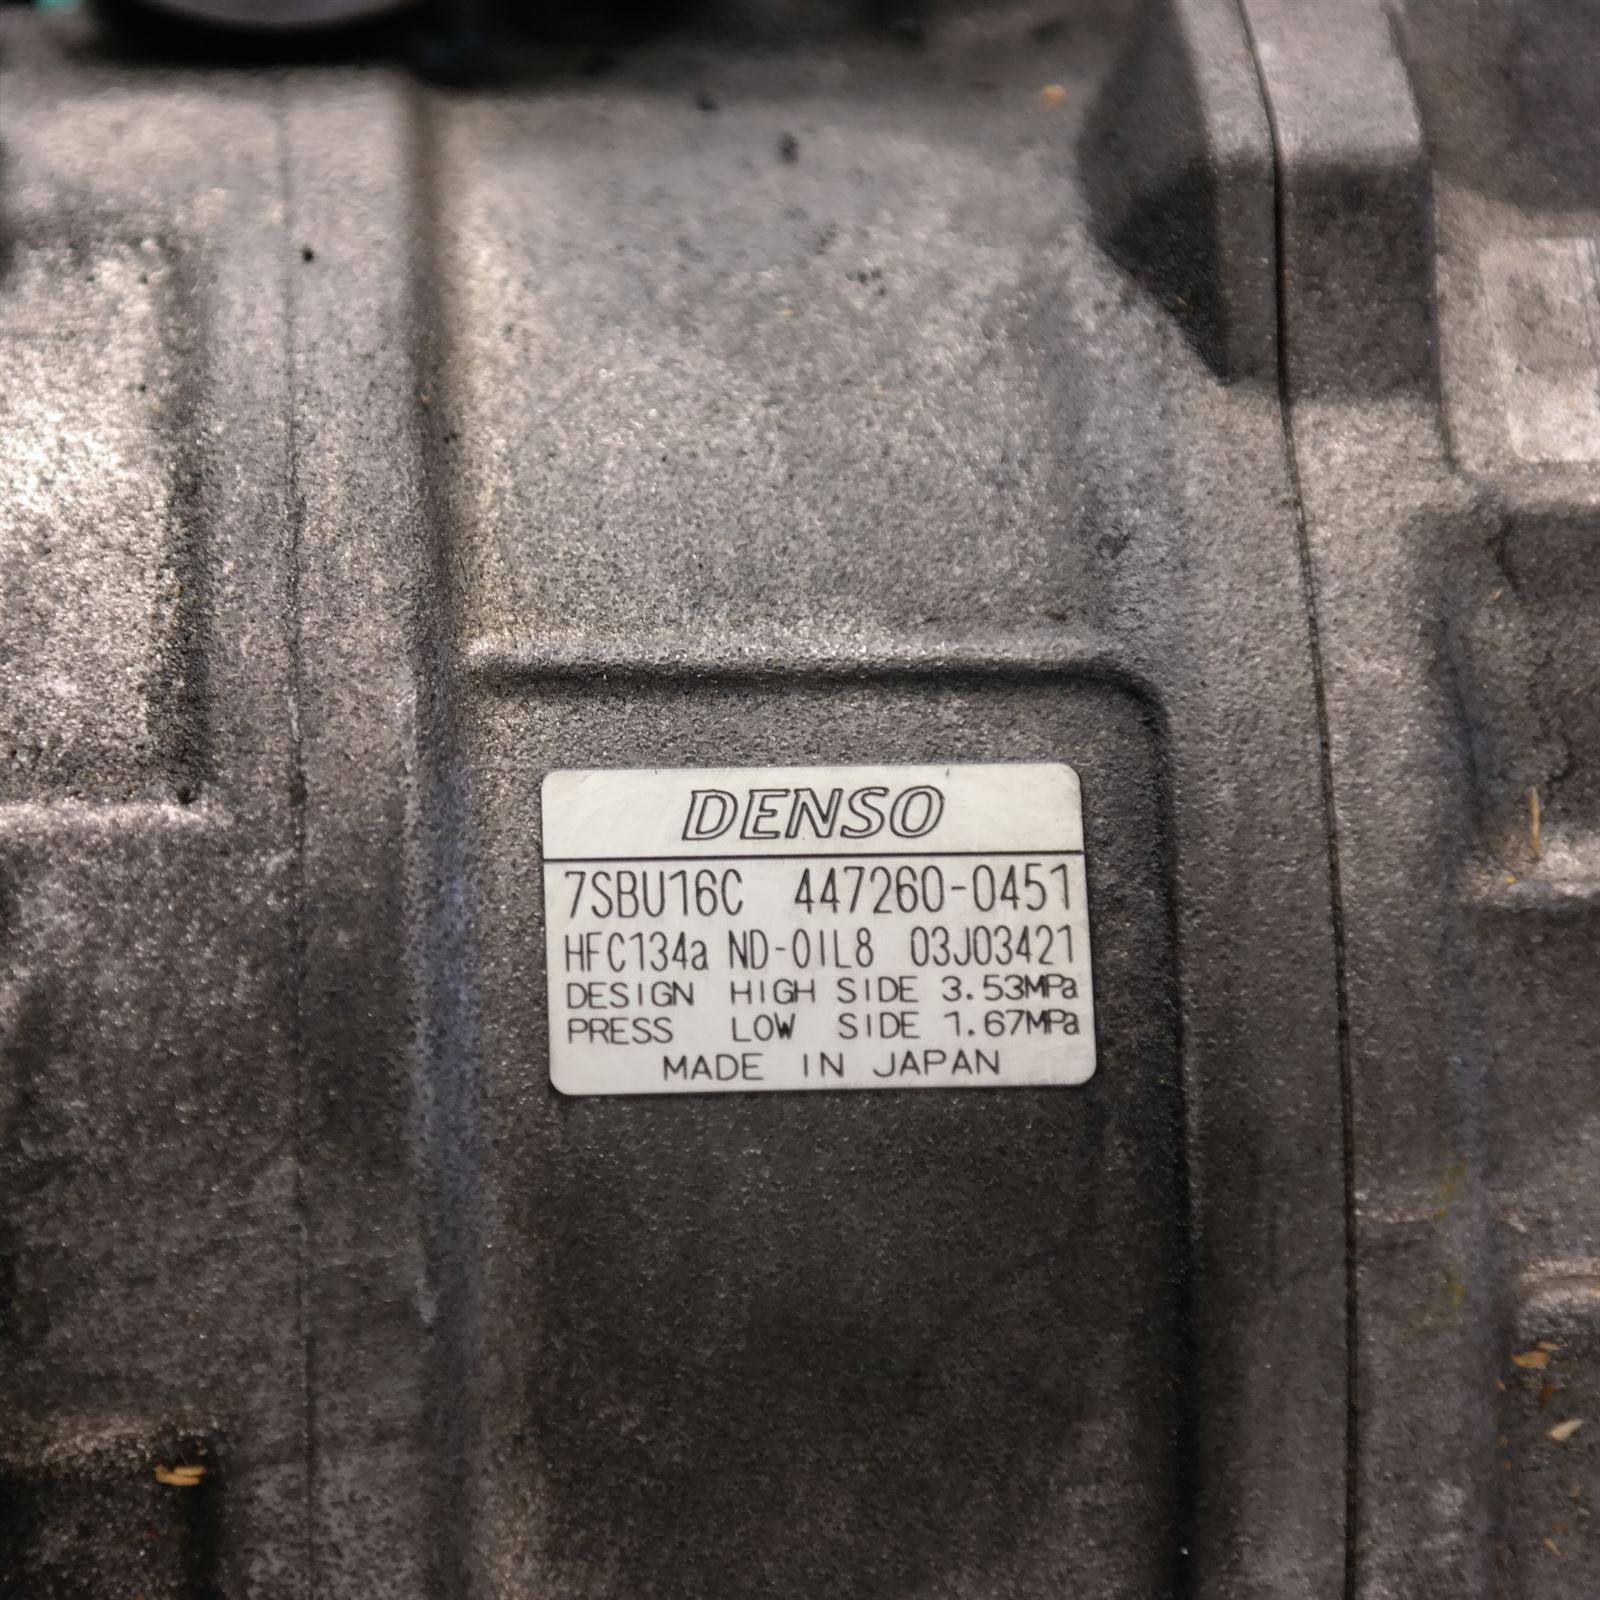 DENSO
7SBU16C 447260-0451
HFC134a ND-OIL8 03J03421
DESIGN HIGH SIDE 3.53MPa
PRESS LOW SIDE 1.67MPa
MADE IN JAPAN